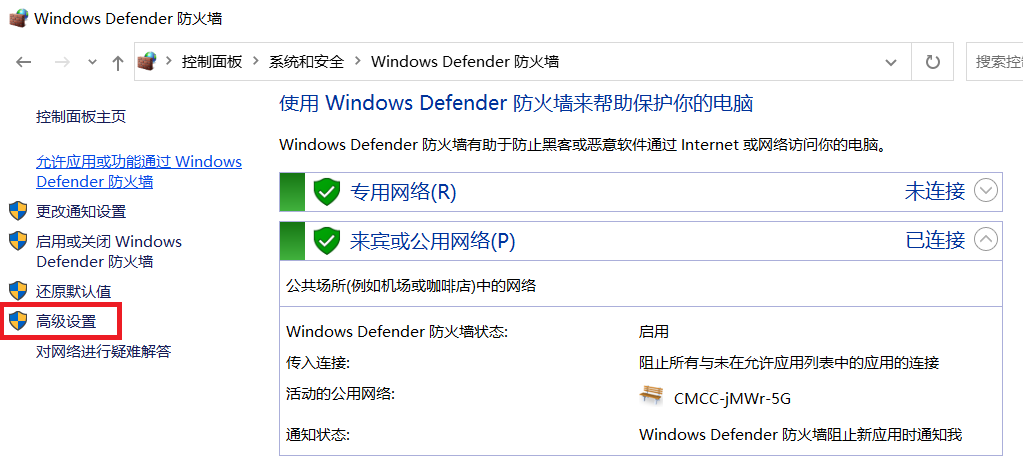 Windows Defender 防火墙
控制面板 > 系统和安全 > Windows Defender 防火墙
搜索控
控制面板主页
允许应用或功能通过 Windows
Defender 防火墙
更改通知设置
启用或关闭 Windows
Defender 防火墙
还原默认值
高级设置
对网络进行疑难解答
使用 Windows Defender 防火墙来帮助保护你的电脑
Windows Defender 防火墙有助于防止黑客或恶意软件通过 Internet 或网络访问你的电脑。
专用网络(R) 未连接
来宾或公用网络(P) 已连接
公共场所(例如机场或咖啡店)中的网络
Windows Defender 防火墙状态: 启用
传入连接: 阻止所有与未在允许应用列表中的应用的连接
活动的公用网络: CMCC-jMWr-5G
通知状态: Windows Defender 防火墙阻止新应用时通知我